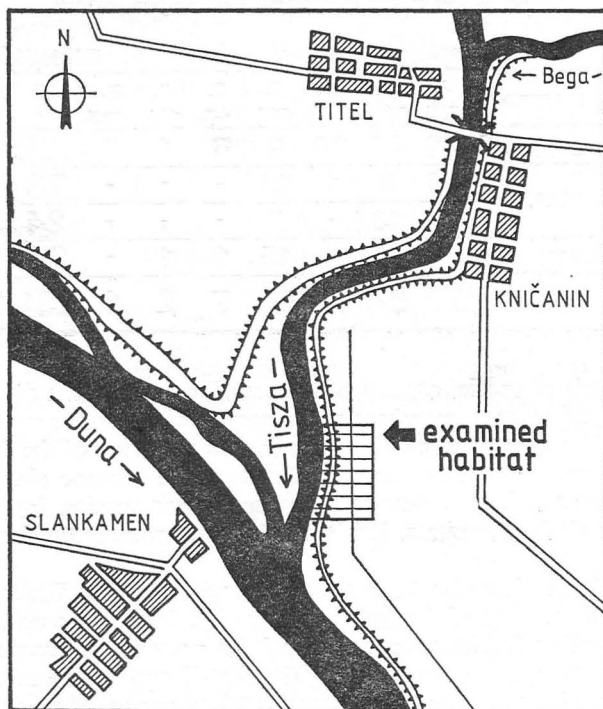 N
TITEL
← Bega –
KNIČANIN
– Tisza →
– Duna →
examined
habitat
SLANKAMEN